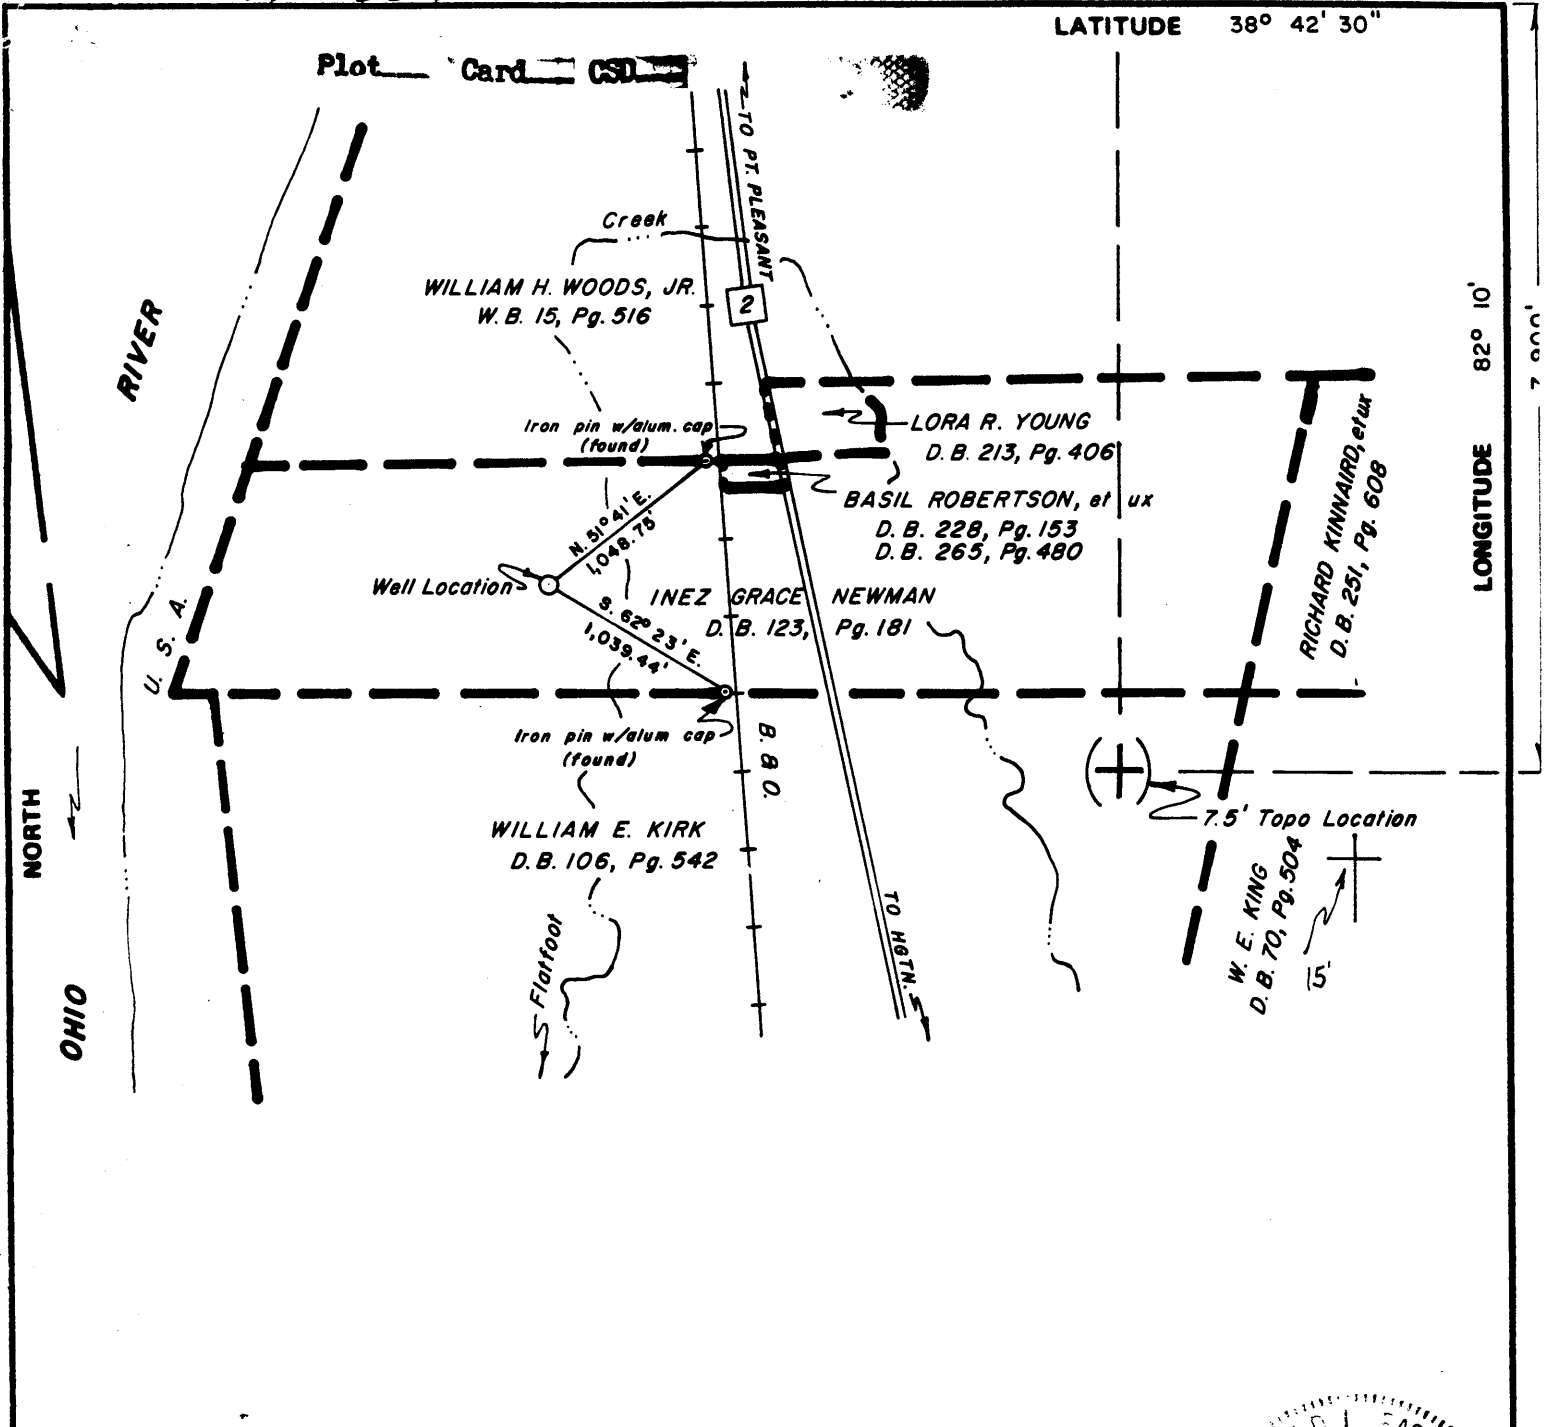 LATITUDE 38° 42' 30"
Plot Card CSD
TO PT. PLEASANT
Creek
WILLIAM H. WOODS, JR.
W. B. 15, Pg. 516
2
RIVER
82° 10'
LONGITUDE
Iron pin w/alum. cap
(found)
LORA R. YOUNG
D. B. 213, Pg. 406
BASIL ROBERTSON, et ux
D. B. 228, Pg. 153
D. B. 265, Pg. 480
RICHARD KINNAIRD, et ux
D. B. 251, Pg. 608
N. 51° 41' E.
1,048.75'
Well Location
INEZ GRACE NEWMAN
D. B. 123, Pg. 181
S. 62° 23' E.
1,039.44'
U. S. A.
Iron pin w/alum cap
(found)
B. & O.
7.5' Topo Location
WILLIAM E. KIRK
D. B. 106, Pg. 542
NORTH
W. E. KING
D. B. 70, Pg. 504
15'
TO HGTN.
Flatfoot
OHIO